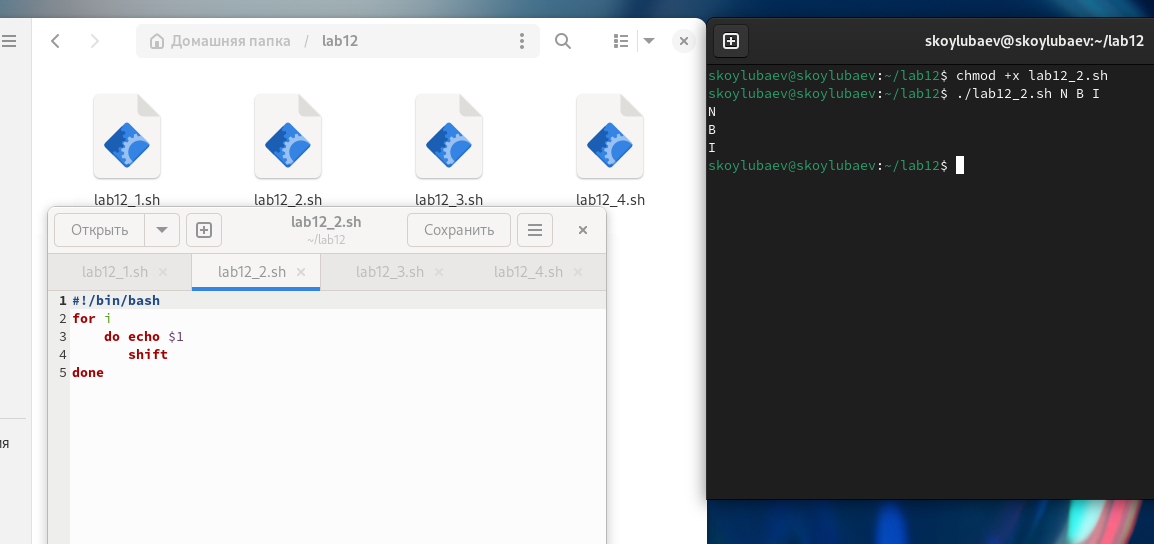 Домашняя папка / lab12
lab12_1.sh
lab12_2.sh
lab12_3.sh
lab12_4.sh
Открыть
lab12_2.sh
~/lab12
Сохранить
lab12_1.sh
lab12_2.sh
lab12_3.sh
lab12_4.sh
1 #!/bin/bash
2 for i
3     do echo $1
4        shift
5 done
ия
skoylubaev@skoylubaev:~/lab12
skoylubaev@skoylubaev:~/lab12$ chmod +x lab12_2.sh
skoylubaev@skoylubaev:~/lab12$ ./lab12_2.sh N B I
N
B
I
skoylubaev@skoylubaev:~/lab12$